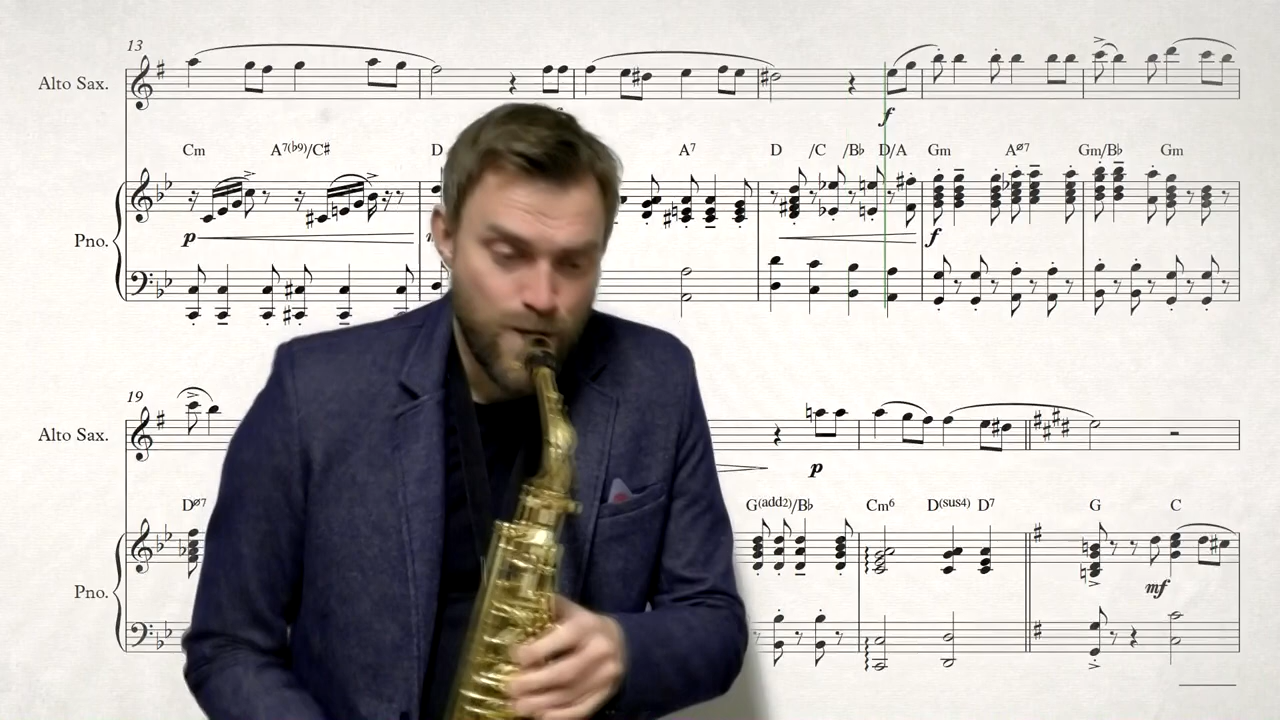 13
Alto Sax.
f
Cm A7(♭9)/C♯ D A7 D /C /B♭ D/A Gm Aø7 Gm/B♭ Gm
Pno.
p f
19
Alto Sax.
p
Dø7 G(add2)/B♭ Cm6 D(sus4) D7 G C
Pno.
mf